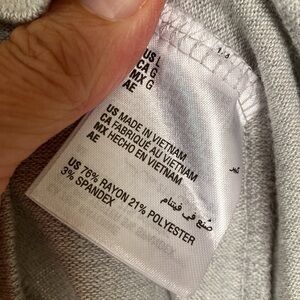 US L
CA G
MX G
AE
US MADE IN VIETNAM
CA FABRIQUÉ AU VIETNAM
MX HECHO EN VIETNAM
AE
صُنع في فيتنام
US 76% RAYON 21% POLYESTER
3% SPANDEX